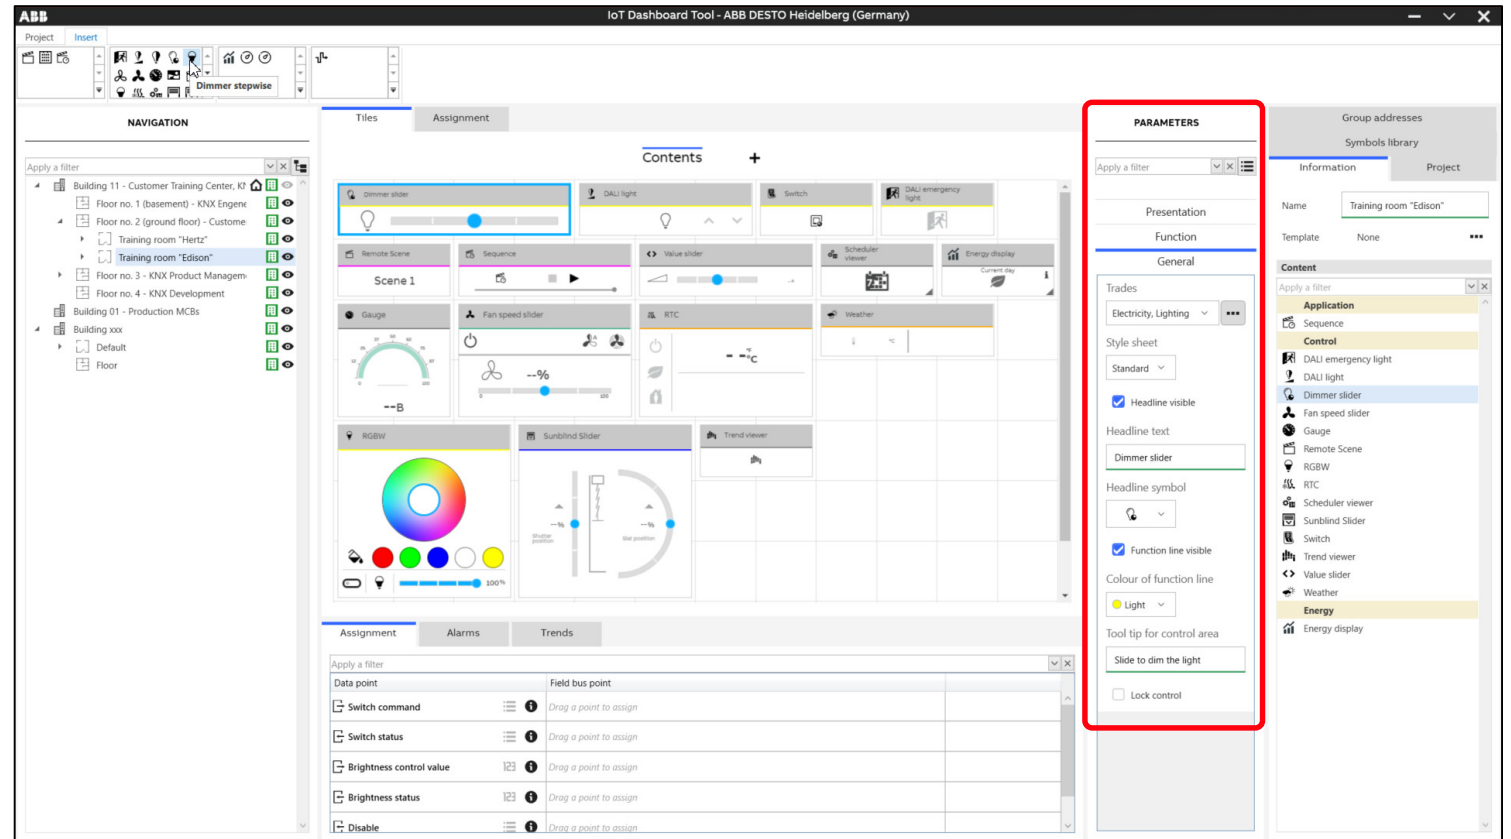 ABB
IoT Dashboard Tool - ABB DESTO Heidelberg (Germany)
Project
Insert
Dimmer stepwise
NAVIGATION
Apply a filter
Building 11 - Customer Training Center, Kf
Floor no. 1 (basement) - KNX Engene
Floor no. 2 (ground floor) - Custome
Training room "Hertz"
Training room "Edison"
Floor no. 3 - KNX Product Managem
Floor no. 4 - KNX Development
Building 01 - Production MCBs
Building xxx
Default
Floor
Tiles
Assignment
Contents
+
Dimmer slider
DALI light
Switch
DALI emergency
light
Remote Scene
Sequence
Value slider
Scheduler
viewer
Energy display
Scene 1
Current day
Gauge
Fan speed slider
RTC
Weather
--%
-- °C
°C
--B
0
100
RGBW
Sunblind Slider
Trend viewer
--%
Shutter
position
--%
Slat position
100%
Assignment
Alarms
Trends
Apply a filter
Data point
Field bus point
Switch command
Drag a point to assign
Switch status
Drag a point to assign
Brightness control value
123
Drag a point to assign
Brightness status
123
Drag a point to assign
Disable
Drag a point to assign
PARAMETERS
Apply a filter
Presentation
Function
General
Trades
Electricity, Lighting
Style sheet
Standard
Headline visible
Headline text
Dimmer slider
Headline symbol
Function line visible
Colour of function line
Light
Tool tip for control area
Slide to dim the light
Lock control
Group addresses
Symbols library
Information
Project
Name
Training room "Edison"
Template
None
Content
Apply a filter
Application
Sequence
Control
DALI emergency light
DALI light
Dimmer slider
Fan speed slider
Gauge
Remote Scene
RGBW
RTC
Scheduler viewer
Sunblind Slider
Switch
Trend viewer
Value slider
Weather
Energy
Energy display